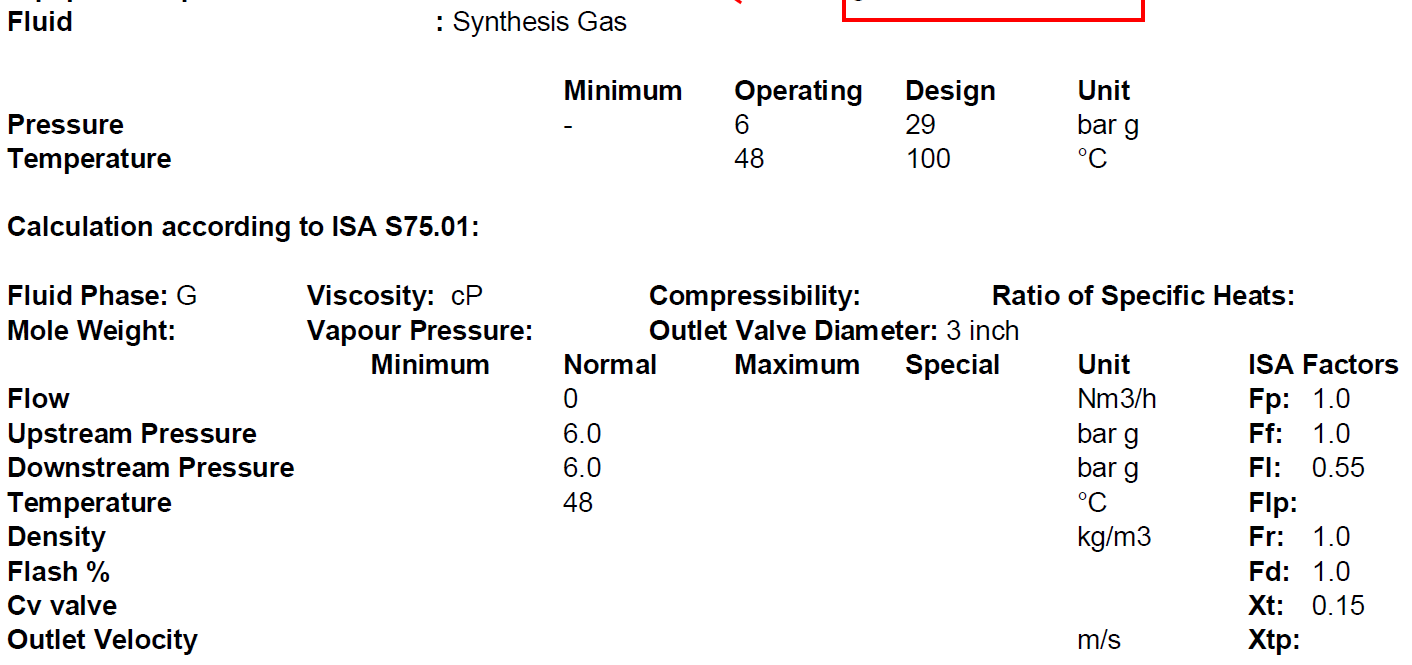 Fluid : Synthesis Gas
Minimum Operating Design Unit
Pressure - 6 29 bar g
Temperature 48 100 °C
Calculation according to ISA S75.01:
Fluid Phase: G Viscosity: cP Compressibility: Ratio of Specific Heats:
Mole Weight: Vapour Pressure: Outlet Valve Diameter: 3 inch
Minimum Normal Maximum Special Unit ISA Factors
Flow 0 Nm3/h Fp: 1.0
Upstream Pressure 6.0 bar g Ff: 1.0
Downstream Pressure 6.0 bar g Fl: 0.55
Temperature 48 °C Flp:
Density kg/m3 Fr: 1.0
Flash % Fd: 1.0
Cv valve Xt: 0.15
Outlet Velocity m/s Xtp: